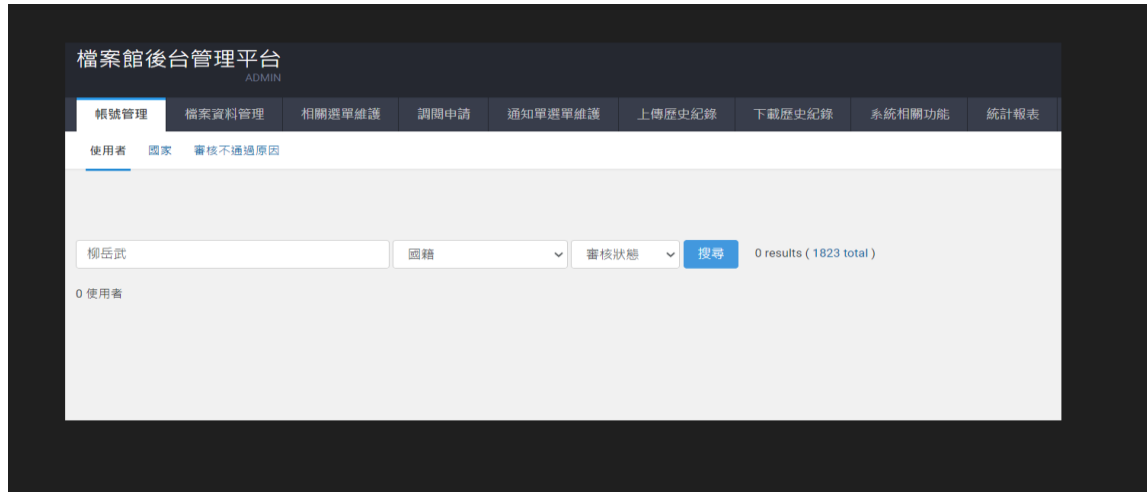 檔案館後台管理平台
ADMIN
帳號管理 檔案資料管理 相關選單維護 調閱申請 通知單選單維護 上傳歷史紀錄 下載歷史紀錄 系統相關功能 統計報表
使用者 國家 審核不通過原因
柳岳武 國籍 審核狀態 搜尋 0 results ( 1823 total )
0 使用者